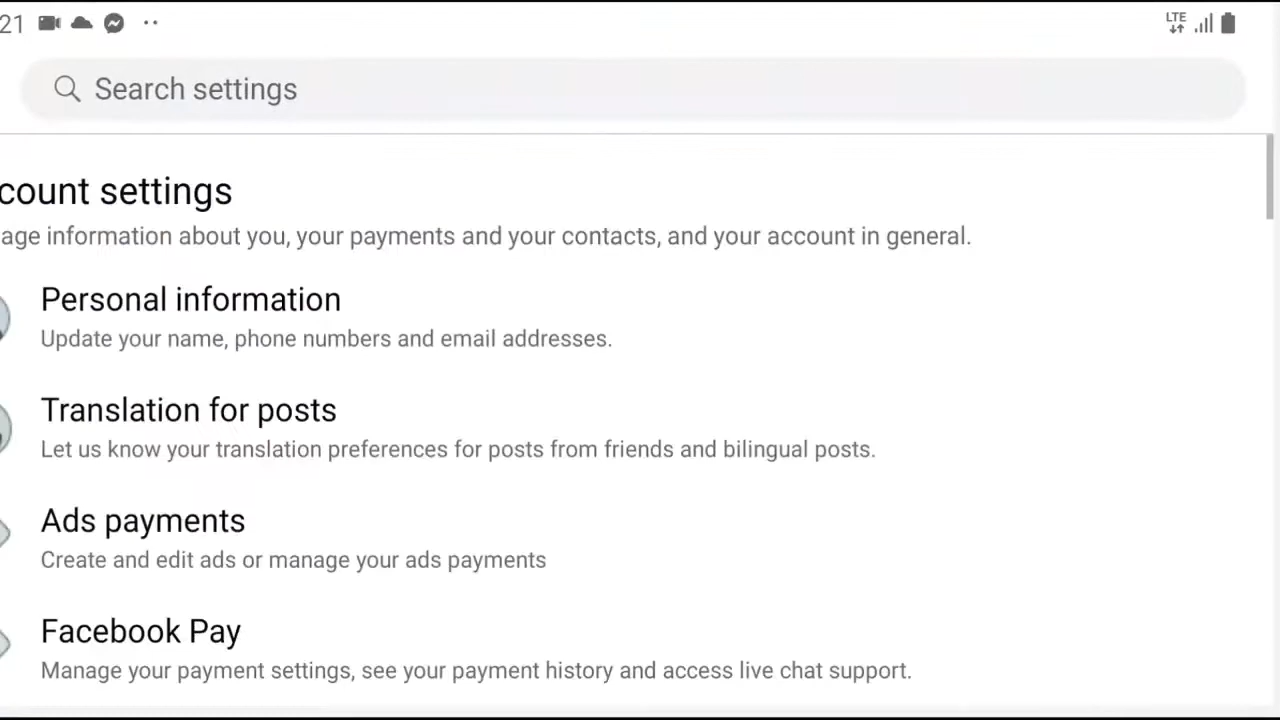 21 LTE
Search settings
count settings
age information about you, your payments and your contacts, and your account in general.
Personal information
Update your name, phone numbers and email addresses.
Translation for posts
Let us know your translation preferences for posts from friends and bilingual posts.
Ads payments
Create and edit ads or manage your ads payments
Facebook Pay
Manage your payment settings, see your payment history and access live chat support.